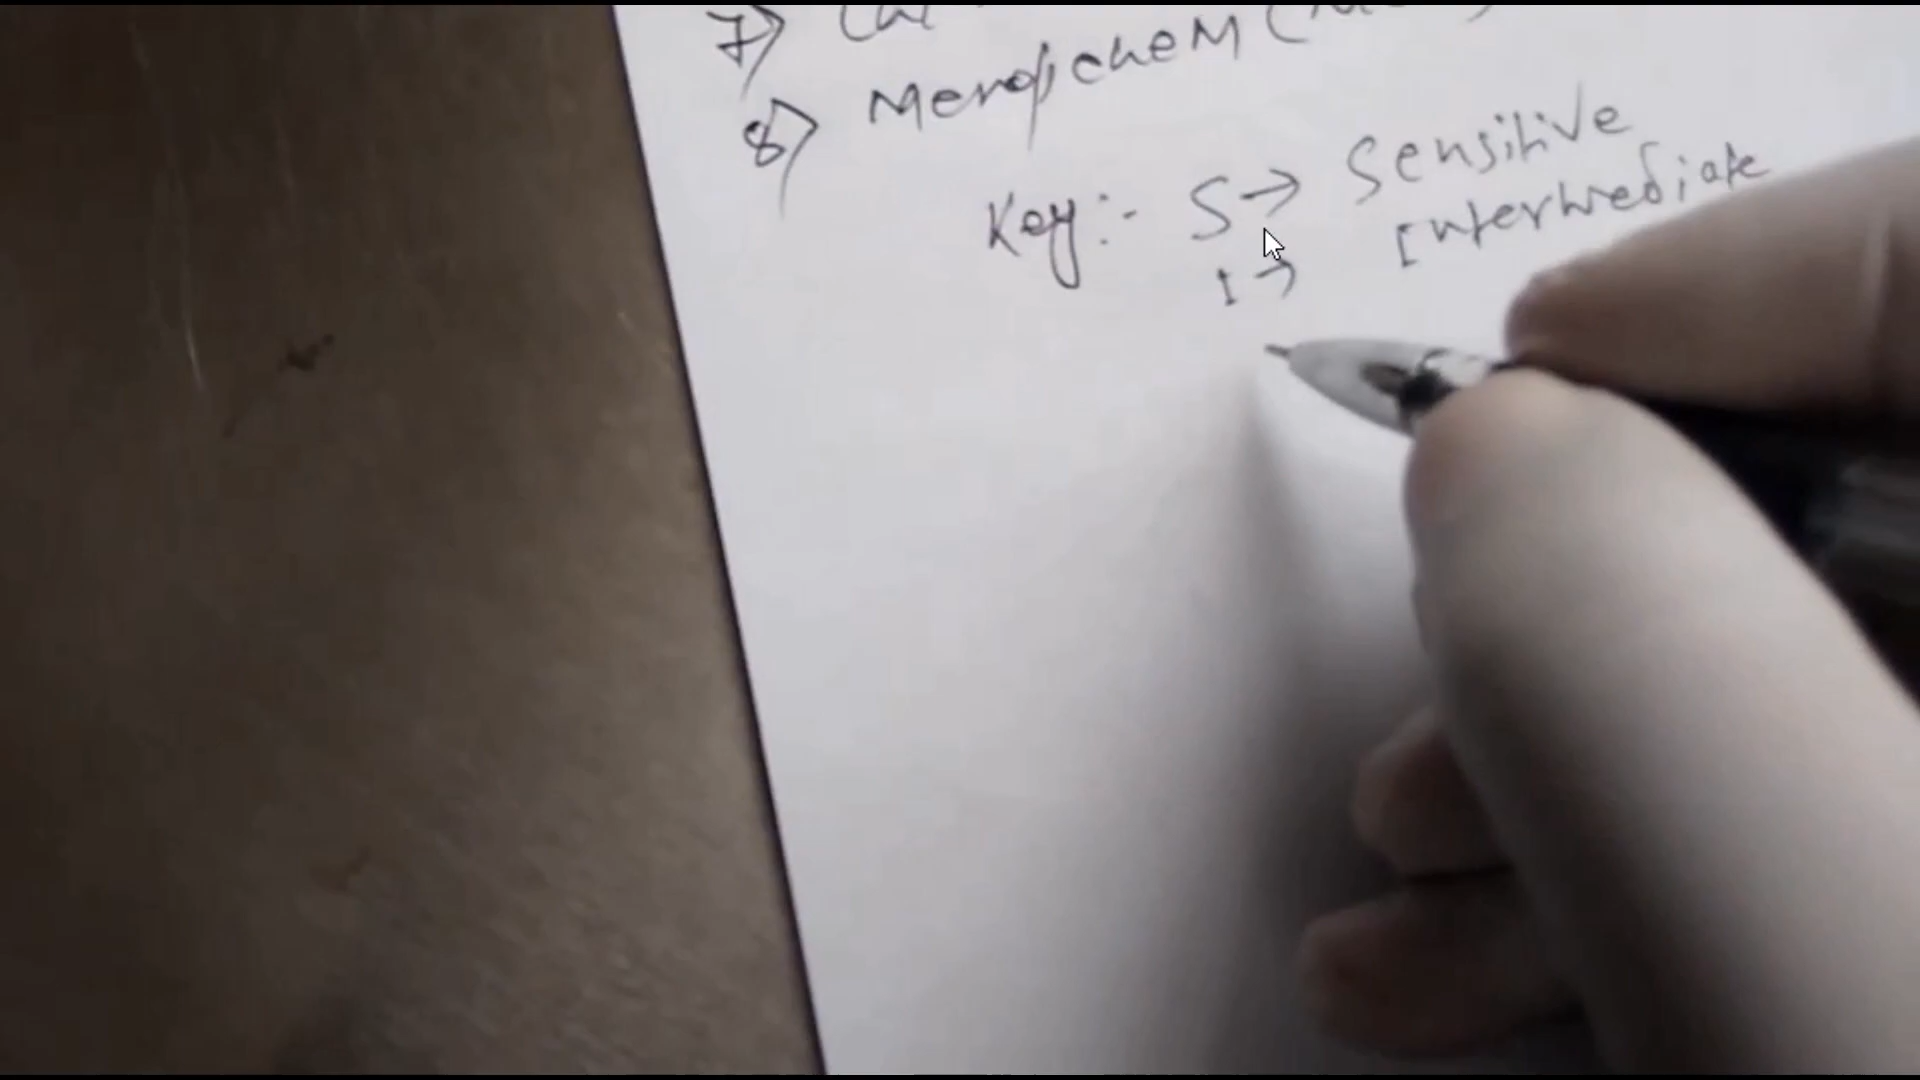 7)
8) Meropchem (
Key:- S→ Sensitive
I→ Intermediate